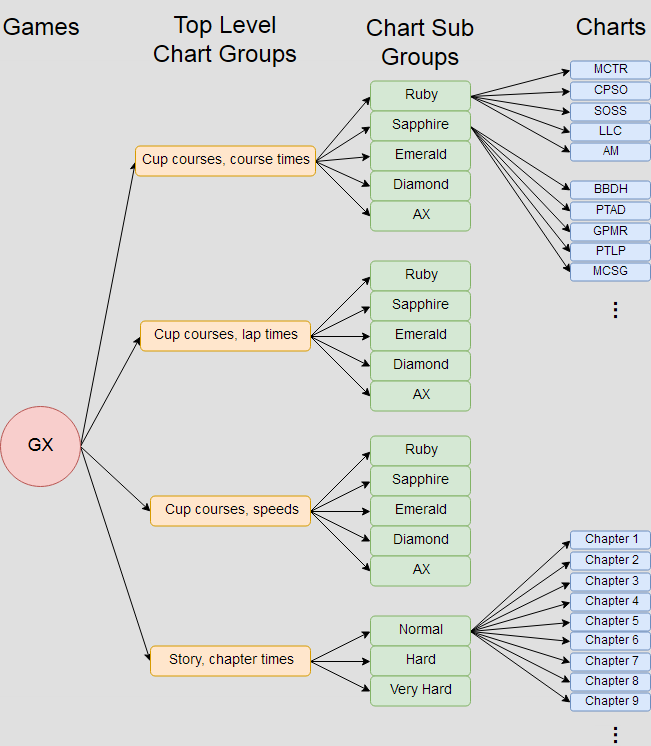 Games
Top Level
Chart Groups
Chart Sub
Groups
Charts
GX
Cup courses, course times
Ruby
Sapphire
Emerald
Diamond
AX
MCTR
CPSO
SOSS
LLC
AM
BBDH
PTAD
GPMR
PTLP
MCSG
Cup courses, lap times
Ruby
Sapphire
Emerald
Diamond
AX
Cup courses, speeds
Ruby
Sapphire
Emerald
Diamond
AX
Story, chapter times
Normal
Hard
Very Hard
Chapter 1
Chapter 2
Chapter 3
Chapter 4
Chapter 5
Chapter 6
Chapter 7
Chapter 8
Chapter 9